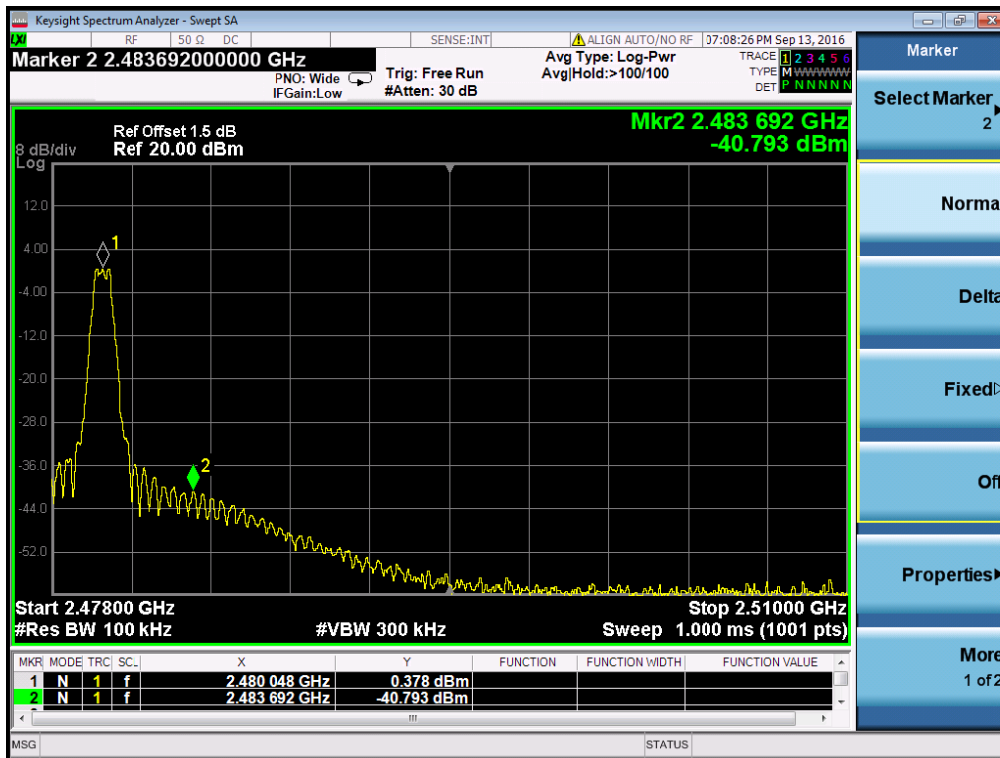 Keysight Spectrum Analyzer - Swept SA
LXI RF 50 Ω DC SENSE:INT ALIGN AUTO/NO RF 07:08:26 PM Sep 13, 2016
Marker 2 2.483692000000 GHz
PNO: Wide
IFGain:Low
Trig: Free Run
#Atten: 30 dB
Avg Type: Log-Pwr
Avg|Hold:>100/100
TRACE 1 2 3 4 5 6
TYPE M WWWWW
DET P N N N N N
Mkr2 2.483 692 GHz
-40.793 dBm
Ref Offset 1.5 dB
8 dB/div Ref 20.00 dBm
Log
12.0
4.00
-4.00
-12.0
-20.0
-28.0
-36.0
-44.0
-52.0
1
2
Start 2.47800 GHz Stop 2.51000 GHz
#Res BW 100 kHz #VBW 300 kHz Sweep 1.000 ms (1001 pts)
MKR MODE TRC SCL X Y FUNCTION FUNCTION WIDTH FUNCTION VALUE
1 N 1 f 2.480 048 GHz 0.378 dBm
2 N 1 f 2.483 692 GHz -40.793 dBm
MSG STATUS
Marker
Select Marker
2
Norma
Delta
Fixed
Off
Properties
More
1 of 2